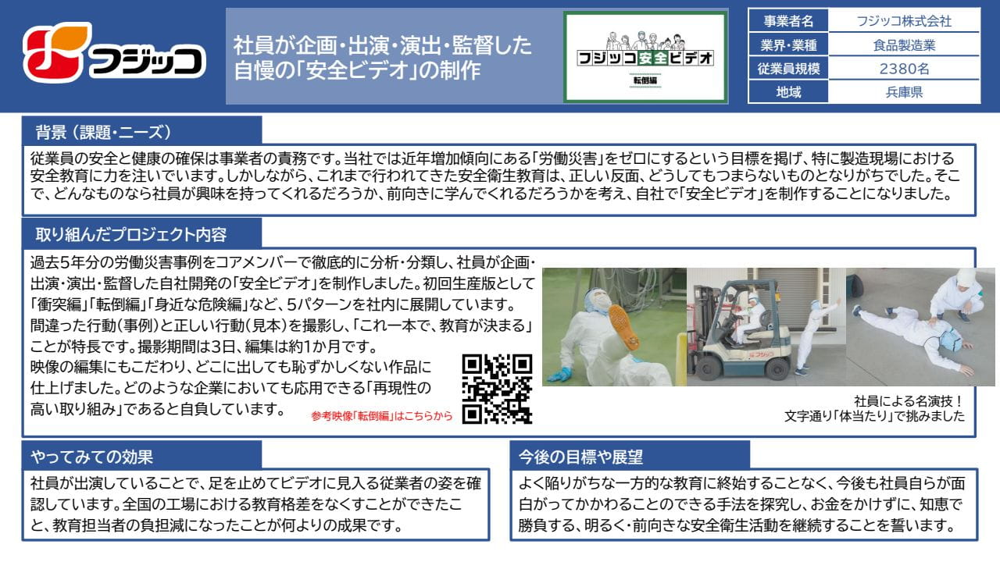 フジッコ
社員が企画・出演・演出・監督した
自慢の「安全ビデオ」の制作
フジッコ安全ビデオ
転倒編
事業者名 フジッコ株式会社
業界・業種 食品製造業
従業員規模 2380名
地域 兵庫県
背景（課題・ニーズ）
従業員の安全と健康の確保は事業者の責務です。当社では近年増加傾向にある「労働災害」をゼロにするという目標を掲げ、特に製造現場における
安全教育に力を注いでいます。しかしながら、これまで行われてきた安全衛生教育は、正しい反面、どうしてもつまらないものとなりがちでした。そこ
で、どんなものなら社員が興味を持ってくれるだろうか、前向きに学んでくれるだろうかを考え、自社で「安全ビデオ」を制作することになりました。
取り組んだプロジェクト内容
過去5年分の労働災害事例をコアメンバーで徹底的に分析・分類し、社員が企画・
出演・演出・監督した自社開発の「安全ビデオ」を制作しました。初回生産版として
「衝突編」「転倒編」「身近な危険編」など、5パターンを社内に展開しています。
間違った行動（事例）と正しい行動（見本）を撮影し、「これ一本で、教育が決まる」
ことが特長です。撮影期間は3日、編集は約1か月です。
映像の編集にもこだわり、どこに出しても恥ずかしくない作品に
仕上げました。どのような企業においても応用できる「再現性の
高い取り組み」であると自負しています。
参考映像「転倒編」はこちらから
フジッコ
社員による名演技！
文字通り「体当たり」で挑みました
やってみての効果
社員が出演していることで、足を止めてビデオに見入る従業者の姿を確
認しています。全国の工場における教育格差をなくすことができたこ
と、教育担当者の負担減になったことが何よりの成果です。
今後の目標や展望
よく陥りがちな一方的な教育に終始することなく、今後も社員自らが面
白がってかかわることのできる手法を探究し、お金をかけずに、知恵で
勝負する、明るく・前向きな安全衛生活動を継続することを誓います。